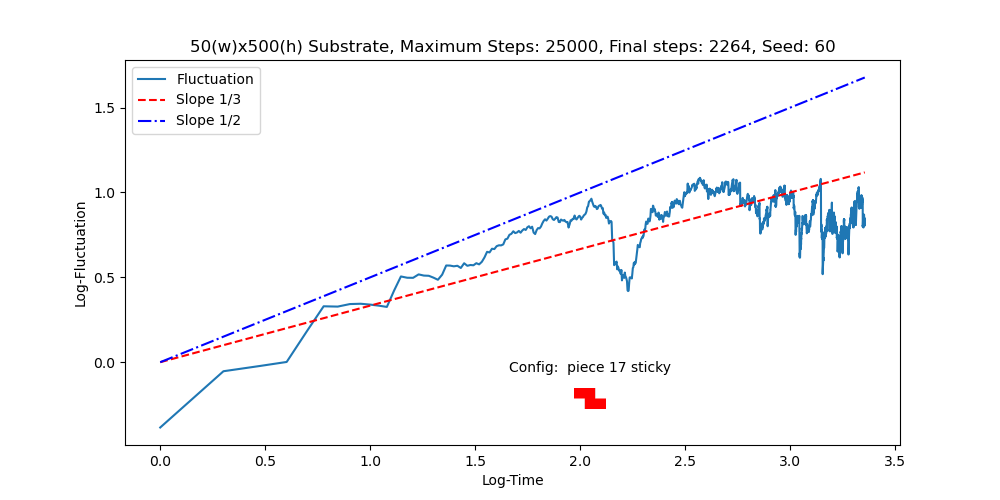 50(w)x500(h) Substrate, Maximum Steps: 25000, Final steps: 2264, Seed: 60
Fluctuation
Slope 1/3
Slope 1/2
Log-Fluctuation
1.5
1.0
0.5
0.0
Config:  piece 17 sticky
0.0 0.5 1.0 1.5 2.0 2.5 3.0 3.5
Log-Time